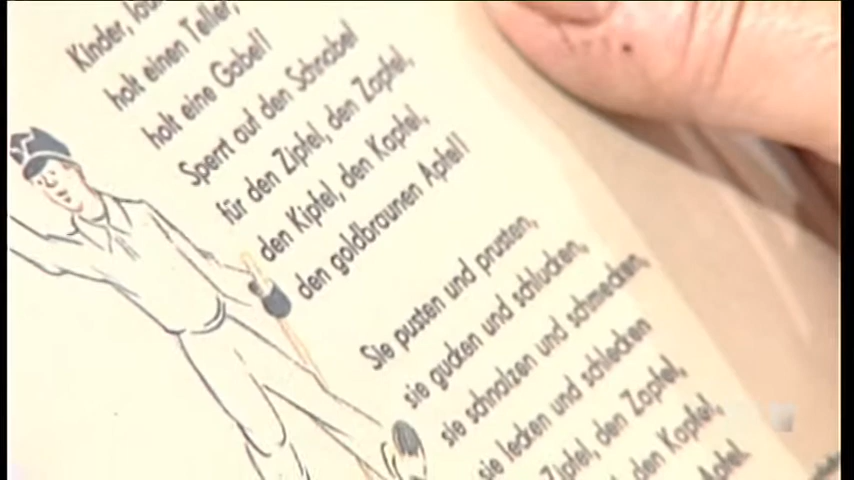 Kinder,
holt einen Teller,
holt eine Gabel!
Sperrt auf den Schnabel
für den Zipfel, den Zapfel,
den Kipfel, den Kapfel,
den goldbraunen Apfel!
Sie pusten und prusten,
sie gucken und schlucken,
sie schnalzen und schmecken,
sie lecken und schlecken
Zipfel, den Zapfel,
den Kapfel,
Apfel.